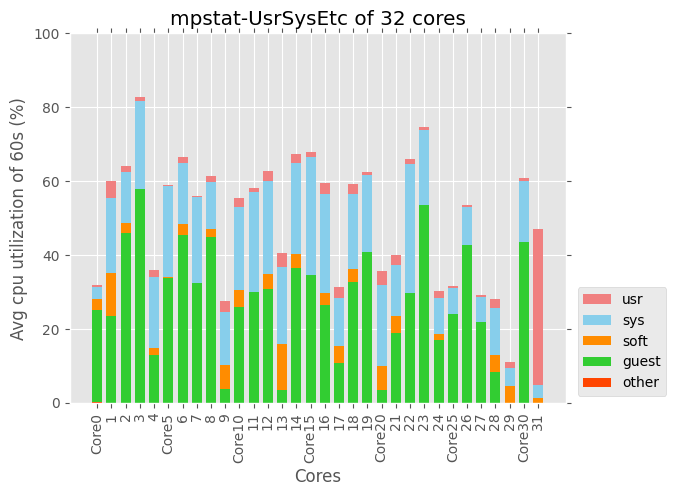 mpstat-UsrSysEtc of 32 cores
Avg cpu utilization of 60s (%)
100
80
60
40
20
0
Core0
1
2
3
4
Core5
6
7
8
9
Core10
11
12
13
14
Core15
16
17
18
19
Core20
21
22
23
24
Core25
26
27
28
29
Core30
31
Cores
usr
sys
soft
guest
other